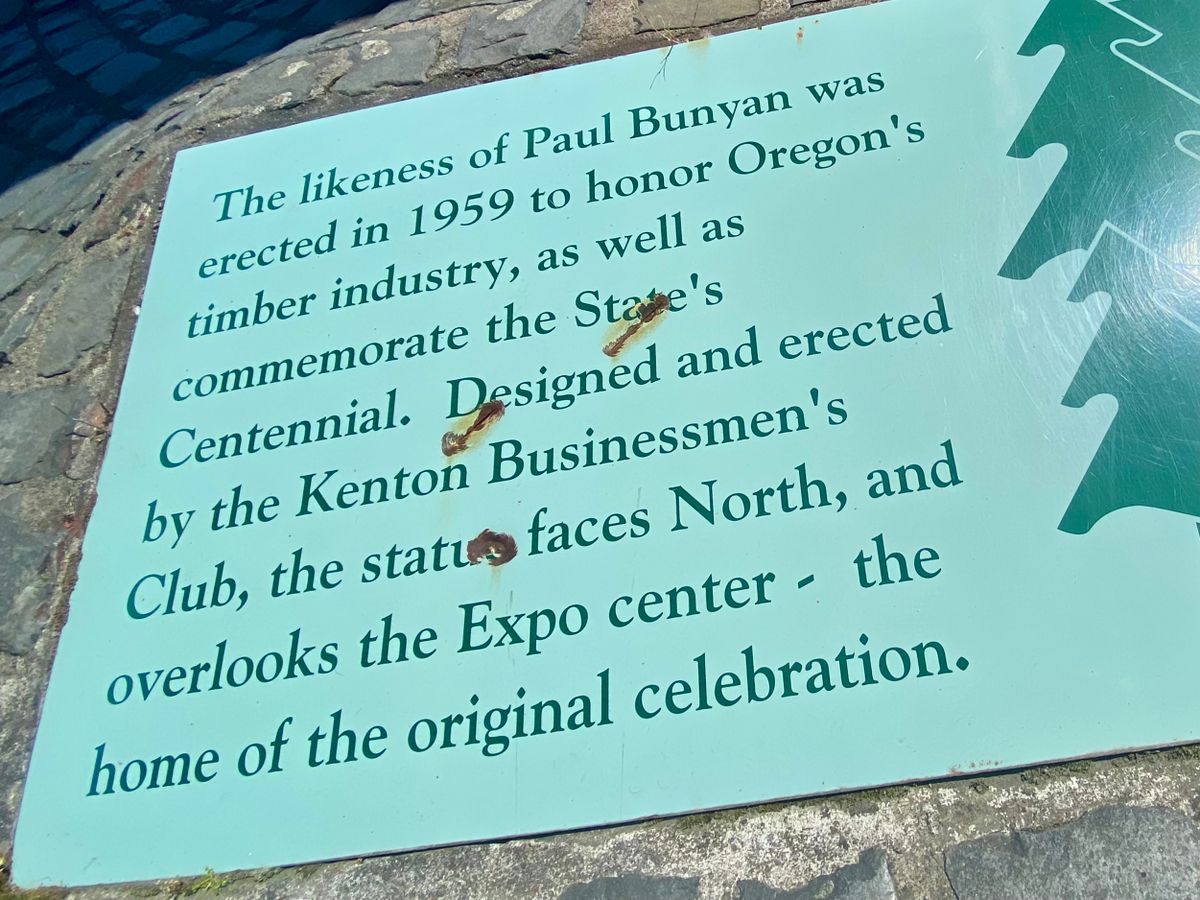 The likeness of Paul Bunyan was
erected in 1959 to honor Oregon's
timber industry, as well as
commemorate the State's
Centennial.  Designed and erected
by the Kenton Businessmen's
Club, the statue faces North, and
overlooks the Expo center -  the
home of the original celebration.